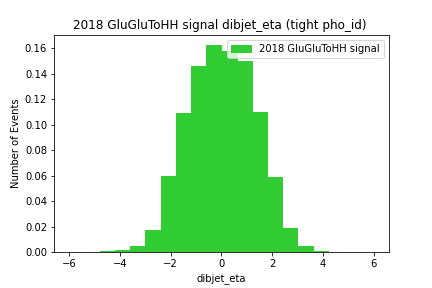 2018 GluGluToHH signal dibjet_eta (tight pho_id)
2018 GluGluToHH signal
0.16
0.14
0.12
0.10
0.08
0.06
0.04
0.02
0.00
Number of Events
−6 −4 −2 0 2 4 6
dibjet_eta